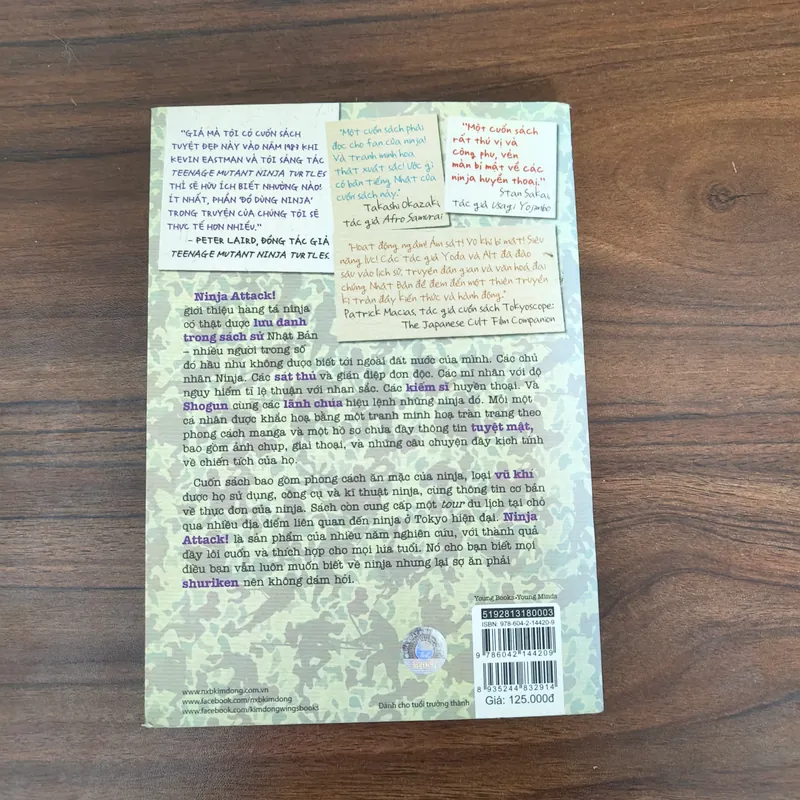 "GIÁ MÀ TÔI CÓ CUỐN SÁCH
TUYỆT ĐẸP NÀY VÀO NĂM 1984 KHI
KEVIN EASTMAN VÀ TÔI SÁNG TÁC
TEENAGE MUTANT NINJA TURTLES
THÌ SẼ HỮU ÍCH BIẾT NHƯỜNG NÀO!
ÍT NHẤT, PHẦN 'ĐỒ DÙNG NINJA'
TRONG TRUYỆN CỦA CHÚNG TÔI SẼ
THỰC TẾ HƠN NHIỀU."
– PETER LAIRD, ĐỒNG TÁC GIẢ
TEENAGE MUTANT NINJA TURTLES
"Một cuốn sách phải
đọc cho fan của ninja!
Và tranh minh hoạ
thật xuất sắc! Ước gì
có bản tiếng Nhật của
cuốn sách này."
Takashi Okazaki,
tác giả Afro Samurai
"Một cuốn sách
rất thú vị và
công phu, vén
màn bí mật về các
ninja huyền thoại."
Stan Sakai,
tác giả Usagi Yojimbo
"Hoạt động ngầm! Ám sát! Vũ khí bí mật! Siêu
năng lực! Các tác giả Yoda và Alt đã đào
sâu vào lịch sử, truyện dân gian và văn hoá đại
chúng Nhật Bản để đem đến một thiên truyện
kì tràn đầy kiến thức và hành động."
Patrick Macias, tác giả cuốn sách Tokyoscope:
The Japanese Cult Film Companion
Ninja Attack!
giới thiệu hàng tá ninja
có thật được lưu danh
trong sách sử Nhật Bản
– nhiều người trong số
đó hầu như không được biết tới ngoài đất nước của mình. Các chủ
nhân Ninja. Các sát thủ và gián điệp đơn độc. Các mĩ nhân với độ
nguy hiểm tỉ lệ thuận với nhan sắc. Các kiếm sĩ huyền thoại. Và
Shogun cùng các lãnh chúa hiệu lệnh những ninja đó. Mỗi một
cá nhân được khắc hoạ bằng một tranh minh hoạ tràn trang theo
phong cách manga và một hồ sơ chứa đầy thông tin tuyệt mật,
bao gồm ảnh chụp, giai thoại, và những câu chuyện đầy kịch tính
về chiến tích của họ.
Cuốn sách bao gồm phong cách ăn mặc của ninja, loại vũ khí
được họ sử dụng, công cụ và kĩ thuật ninja, cùng thông tin cơ bản
về thực đơn của ninja. Sách còn cung cấp một tour du lịch tại chỗ
qua nhiều địa điểm liên quan đến ninja ở Tokyo hiện đại. Ninja
Attack! là sản phẩm của nhiều năm nghiên cứu, với thành quả
đầy lôi cuốn và thích hợp cho mọi lứa tuổi. Nó cho bạn biết mọi
điều bạn vẫn luôn muốn biết về ninja nhưng lại sợ ăn phải
shuriken nên không dám hỏi.
Young Books-Young Minds
5192813180003
ISBN: 978-604-2-14420-9
9 786042 144209
8 935244 832914
Giá: 125.000đ
www.nxbkimdong.com.vn
www.facebook.com/nxbkimdong
www.facebook.com/kimdongwingsbooks
Dành cho tuổi trưởng thành